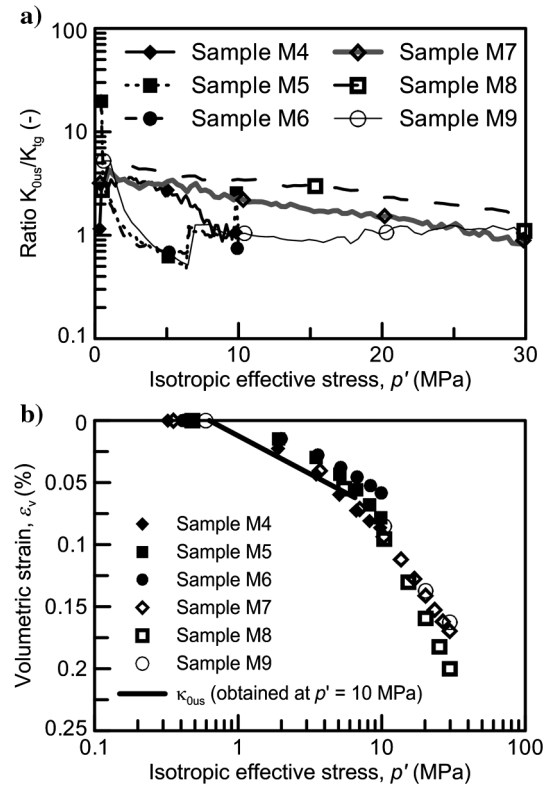 a)
100
10
1
0.1
Ratio K0us/Ktg (-)
Sample M4
Sample M5
Sample M6
Sample M7
Sample M8
Sample M9
0 10 20 30
Isotropic effective stress, p' (MPa)
b)
0
0.05
0.1
0.15
0.2
0.25
Volumetric strain, εv (%)
Sample M4
Sample M5
Sample M6
Sample M7
Sample M8
Sample M9
κ0us (obtained at p' = 10 MPa)
0.1 1 10 100
Isotropic effective stress, p' (MPa)